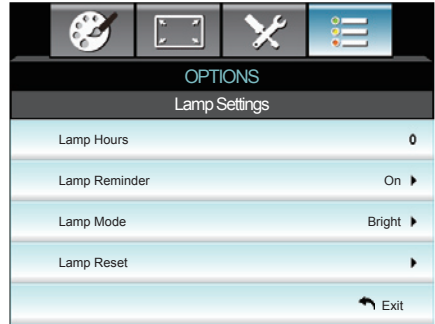 OPTIONS
Lamp Settings
Lamp Hours 0
Lamp Reminder On
Lamp Mode Bright
Lamp Reset
Exit